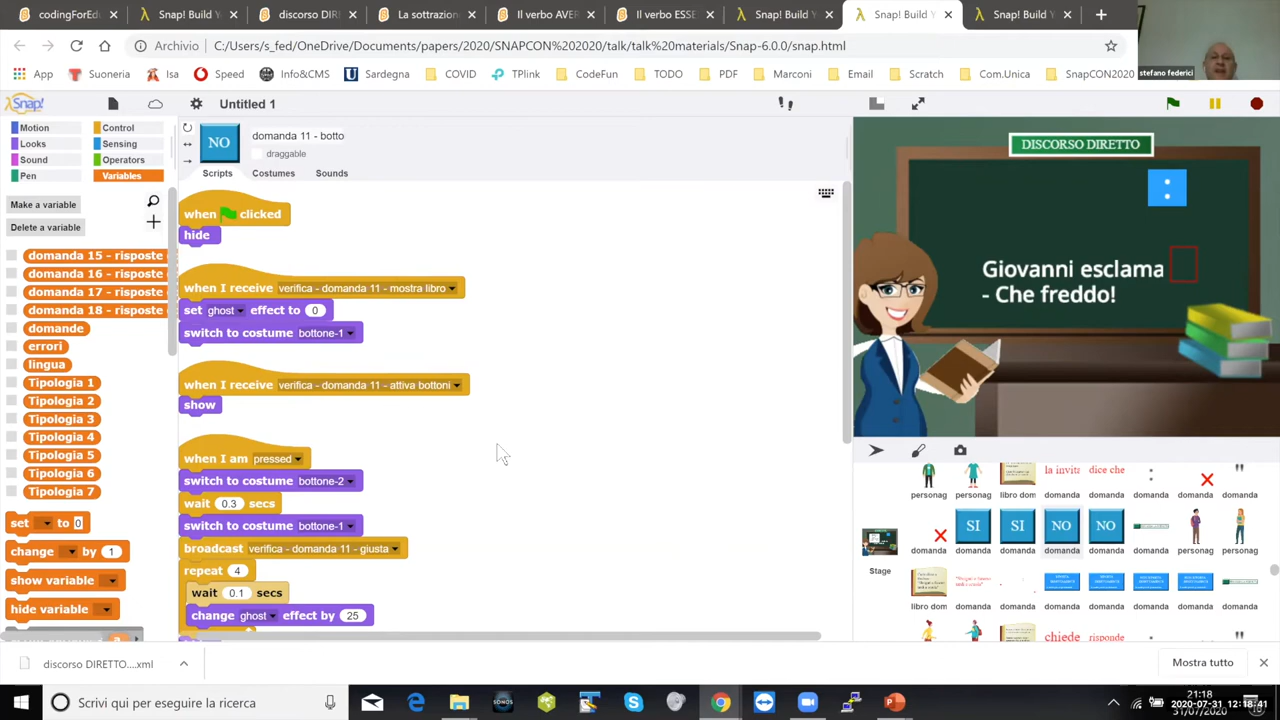 codingForEdu
Snap! Build Y
discorso DIR
La sottrazio
Il verbo AVER
Il verbo ESSE
Snap! Build Y
Snap! Build Y
Snap! Build Y
Archivio
C:/Users/s_fed/OneDrive/Documents/papers/2020/SNAPCON%202020/talk/talk%20materials/Snap-6.0.0/snap.html
stefano federici
App
Suoneria
Isa
Speed
Info&CMS
Sardegna
COVID
TPlink
CodeFun
TODO
PDF
Marconi
Email
Scratch
Com.Unica
SnapCON2020
Snap!
Untitled 1
Motion
Control
Looks
Sensing
Sound
Operators
Pen
Variables
Make a variable
Delete a variable
domanda 15 - risposte
domanda 16 - risposte
domanda 17 - risposte
domanda 18 - risposte
domande
errori
lingua
Tipologia 1
Tipologia 2
Tipologia 3
Tipologia 4
Tipologia 5
Tipologia 6
Tipologia 7
set to 0
change by 1
show variable
hide variable
NO
domanda 11 - botto
draggable
Scripts
Costumes
Sounds
when clicked
hide
when I receive verifica - domanda 11 - mostra libro
set ghost effect to 0
switch to costume bottone-1
when I receive verifica - domanda 11 - attiva bottoni
show
when I am pressed
switch to costume bottone-2
wait 0.3 secs
switch to costume bottone-1
broadcast verifica - domanda 11 - giusta
repeat 4
wait 0.? secs
change ghost effect by 25
DISCORSO DIRETTO
:
Giovanni esclama
- Che freddo!
la invita
dice che
:
"
personag
personag
libro dom
domanda
domanda
domanda
domanda
domanda
SI
SI
NO
NO
Stage
domanda
domanda
domanda
domanda
domanda
domanda
personag
personag
libro dom
domanda
domanda
domanda
domanda
domanda
domanda
domanda
chiede
risponde
:
"
discorso DIRETTO....xml
Mostra tutto
Scrivi qui per eseguire la ricerca
SONOS
21:18
2020-07-31 12:18:41
31/07/2020